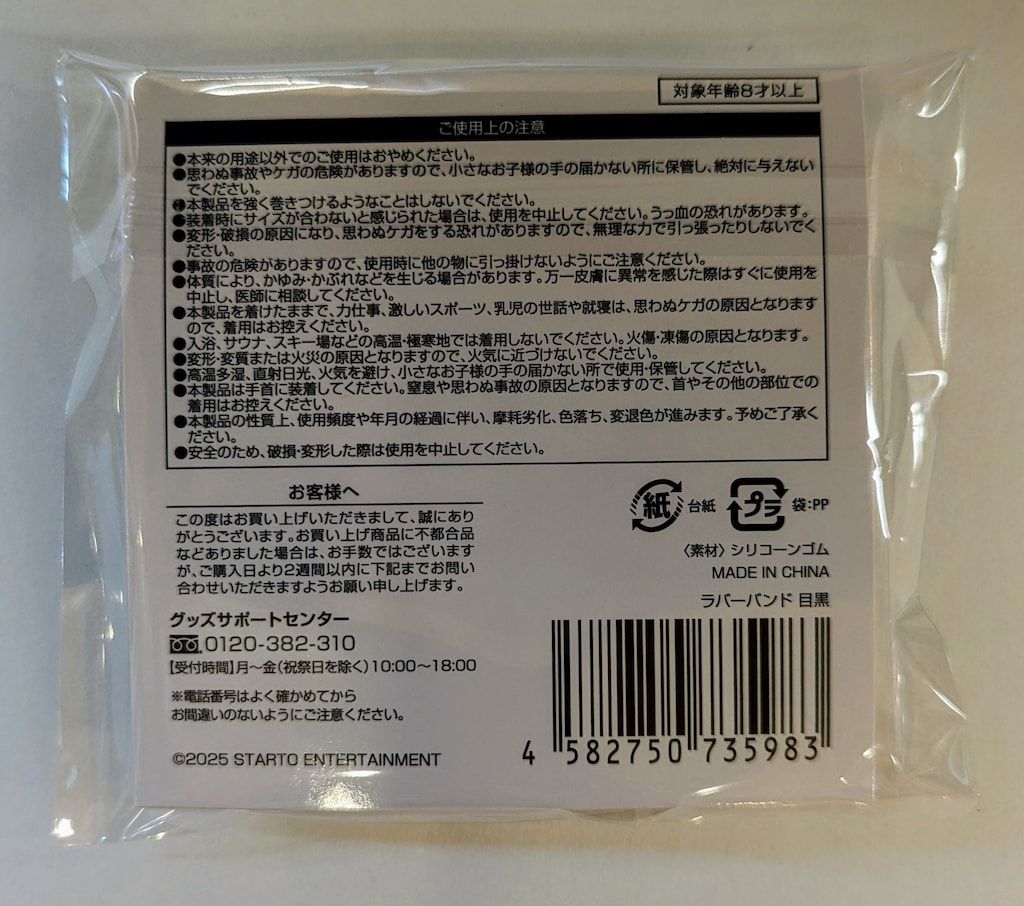 対象年齢8才以上
ご使用上の注意
●本来の用途以外でのご使用はおやめください。
●思わぬ事故やケガの危険がありますので、小さなお子様の手の届かない所に保管し、絶対に与えない
でください。
●本製品を強く巻きつけるようなことはしないでください。
●装着時にサイズが合わないと感じられた場合は、使用を中止してください。うっ血の恐れがあります。
●変形・破損の原因になり、思わぬケガをする恐れがありますので、無理な力で引っ張ったりしないでく
ださい。
●事故の危険がありますので、使用時に他の物に引っ掛けないようにご注意ください。
●体質により、かゆみ・かぶれなどを生じる場合があります。万一皮膚に異常を感じた際はすぐに使用を
中止し、医師に相談してください。
●本製品を着けたままで、力仕事、激しいスポーツ、乳児の世話や就寝は、思わぬケガの原因となります
ので、着用はお控えください。
●入浴、サウナ、スキー場などの高温・極寒地では着用しないでください。火傷・凍傷の原因となります。
●変形・変質または火災の原因となりますので、火気に近づけないでください。
●高温多湿、直射日光、火気を避け、小さなお子様の手の届かない所で使用・保管してください。
●本製品は手首に装着してください。窒息や思わぬ事故の原因となりますので、首やその他の部位での
着用はお控えください。
●本製品の性質上、使用頻度や年月の経過に伴い、摩耗劣化、色落ち、変退色が進みます。予めご了承く
ださい。
●安全のため、破損・変形した際は使用を中止してください。
お客様へ
この度はお買い上げいただきまして、誠にあり
がとうございます。お買い上げ商品に不都合品
などありました場合は、お手数ではございます
が、ご購入日より2週間以内に下記までお問い
合わせいただきますようお願い申し上げます。
グッズサポートセンター
0120-382-310
【受付時間】月〜金(祝祭日を除く)10:00〜18:00
※電話番号はよく確かめてから
お間違いのないようにご注意ください。
©2025 STARTO ENTERTAINMENT
紙 台紙 プラ 袋:PP
〈素材〉シリコーンゴム
MADE IN CHINA
ラバーバンド 目黒
4 582750 735983